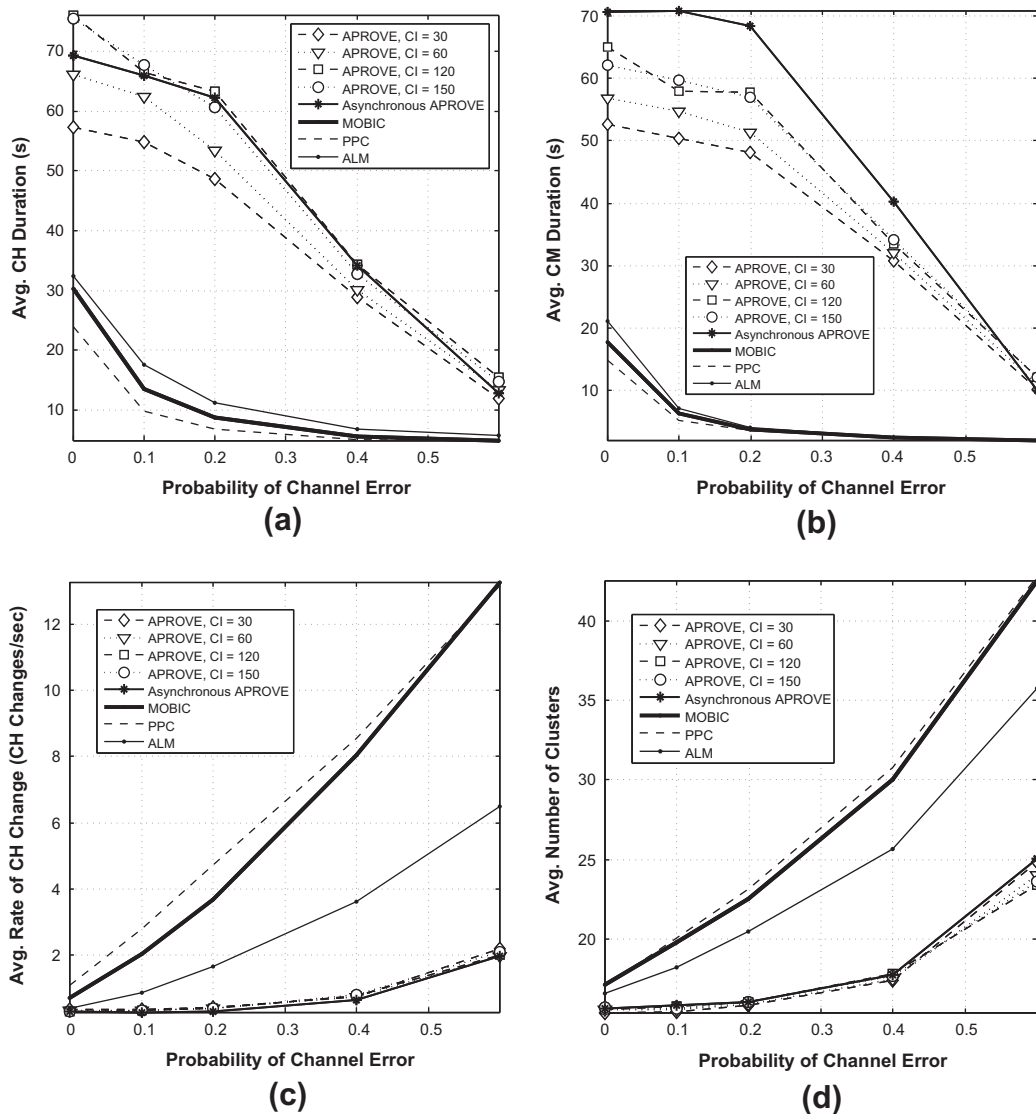 70
60
50
40
30
20
10
0
0.1
0.2
0.3
0.4
0.5
Avg. CH Duration (s)
Probability of Channel Error
APROVE, CI = 30
APROVE, CI = 60
APROVE, CI = 120
APROVE, CI = 150
Asynchronous APROVE
MOBIC
PPC
ALM
(a)
70
60
50
40
30
20
10
0
0.1
0.2
0.3
0.4
0.5
Avg. CM Duration (s)
Probability of Channel Error
APROVE, CI = 30
APROVE, CI = 60
APROVE, CI = 120
APROVE, CI = 150
Asynchronous APROVE
MOBIC
PPC
ALM
(b)
12
10
8
6
4
2
0
0.1
0.2
0.3
0.4
0.5
Avg. Rate of CH Change (CH Changes/sec)
Probability of Channel Error
APROVE, CI = 30
APROVE, CI = 60
APROVE, CI = 120
APROVE, CI = 150
Asynchronous APROVE
MOBIC
PPC
ALM
(c)
40
35
30
25
20
0
0.1
0.2
0.3
0.4
0.5
Avg. Number of Clusters
Probability of Channel Error
APROVE, CI = 30
APROVE, CI = 60
APROVE, CI = 120
APROVE, CI = 150
Asynchronous APROVE
MOBIC
PPC
ALM
(d)